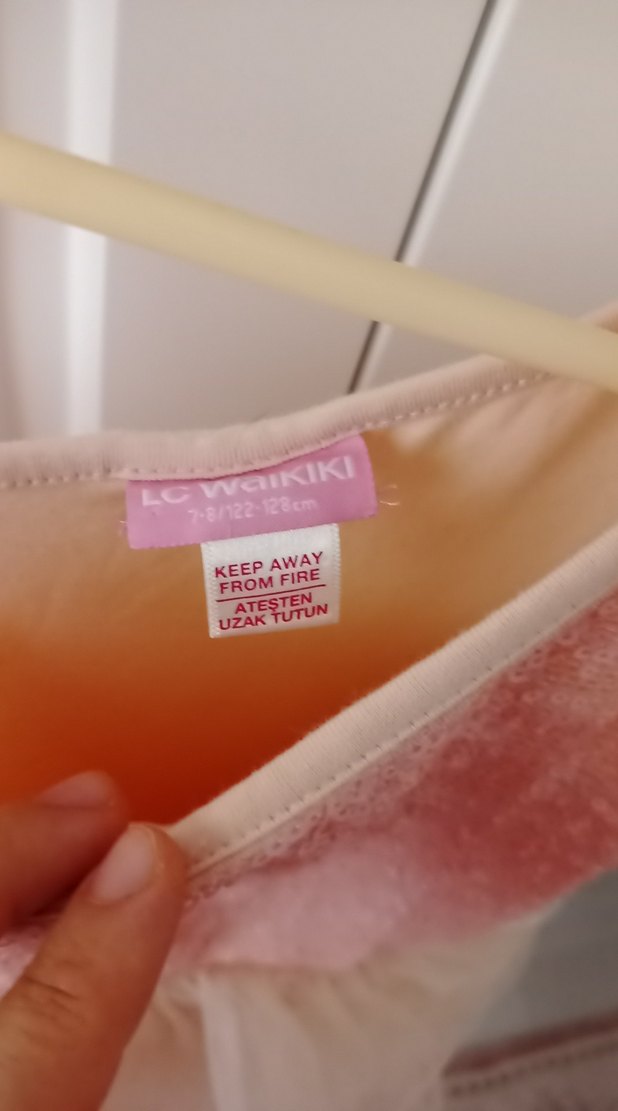 LC Waikiki
7-8/122-128cm
KEEP AWAY
FROM FIRE
ATEŞTEN
UZAK TUTUN